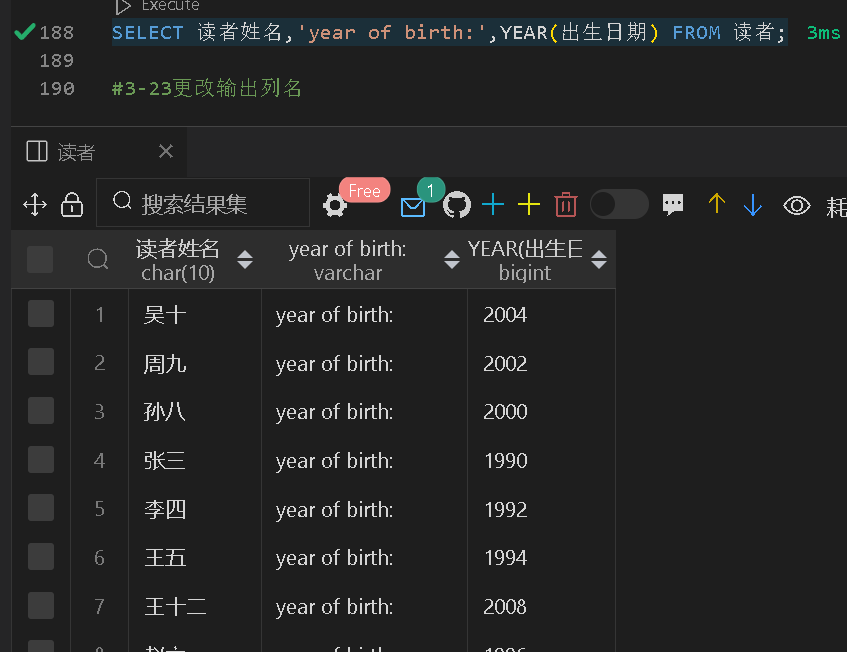 Execute
188 SELECT 读者姓名,'year of birth:',YEAR(出生日期) FROM 读者; 3ms
189
190 #3-23更改输出列名
读者
搜索结果集 Free 1 耗
读者姓名 year of birth: YEAR(出生日
char(10) varchar bigint
1 吴十 year of birth: 2004
2 周九 year of birth: 2002
3 孙八 year of birth: 2000
4 张三 year of birth: 1990
5 李四 year of birth: 1992
6 王五 year of birth: 1994
7 王十二 year of birth: 2008